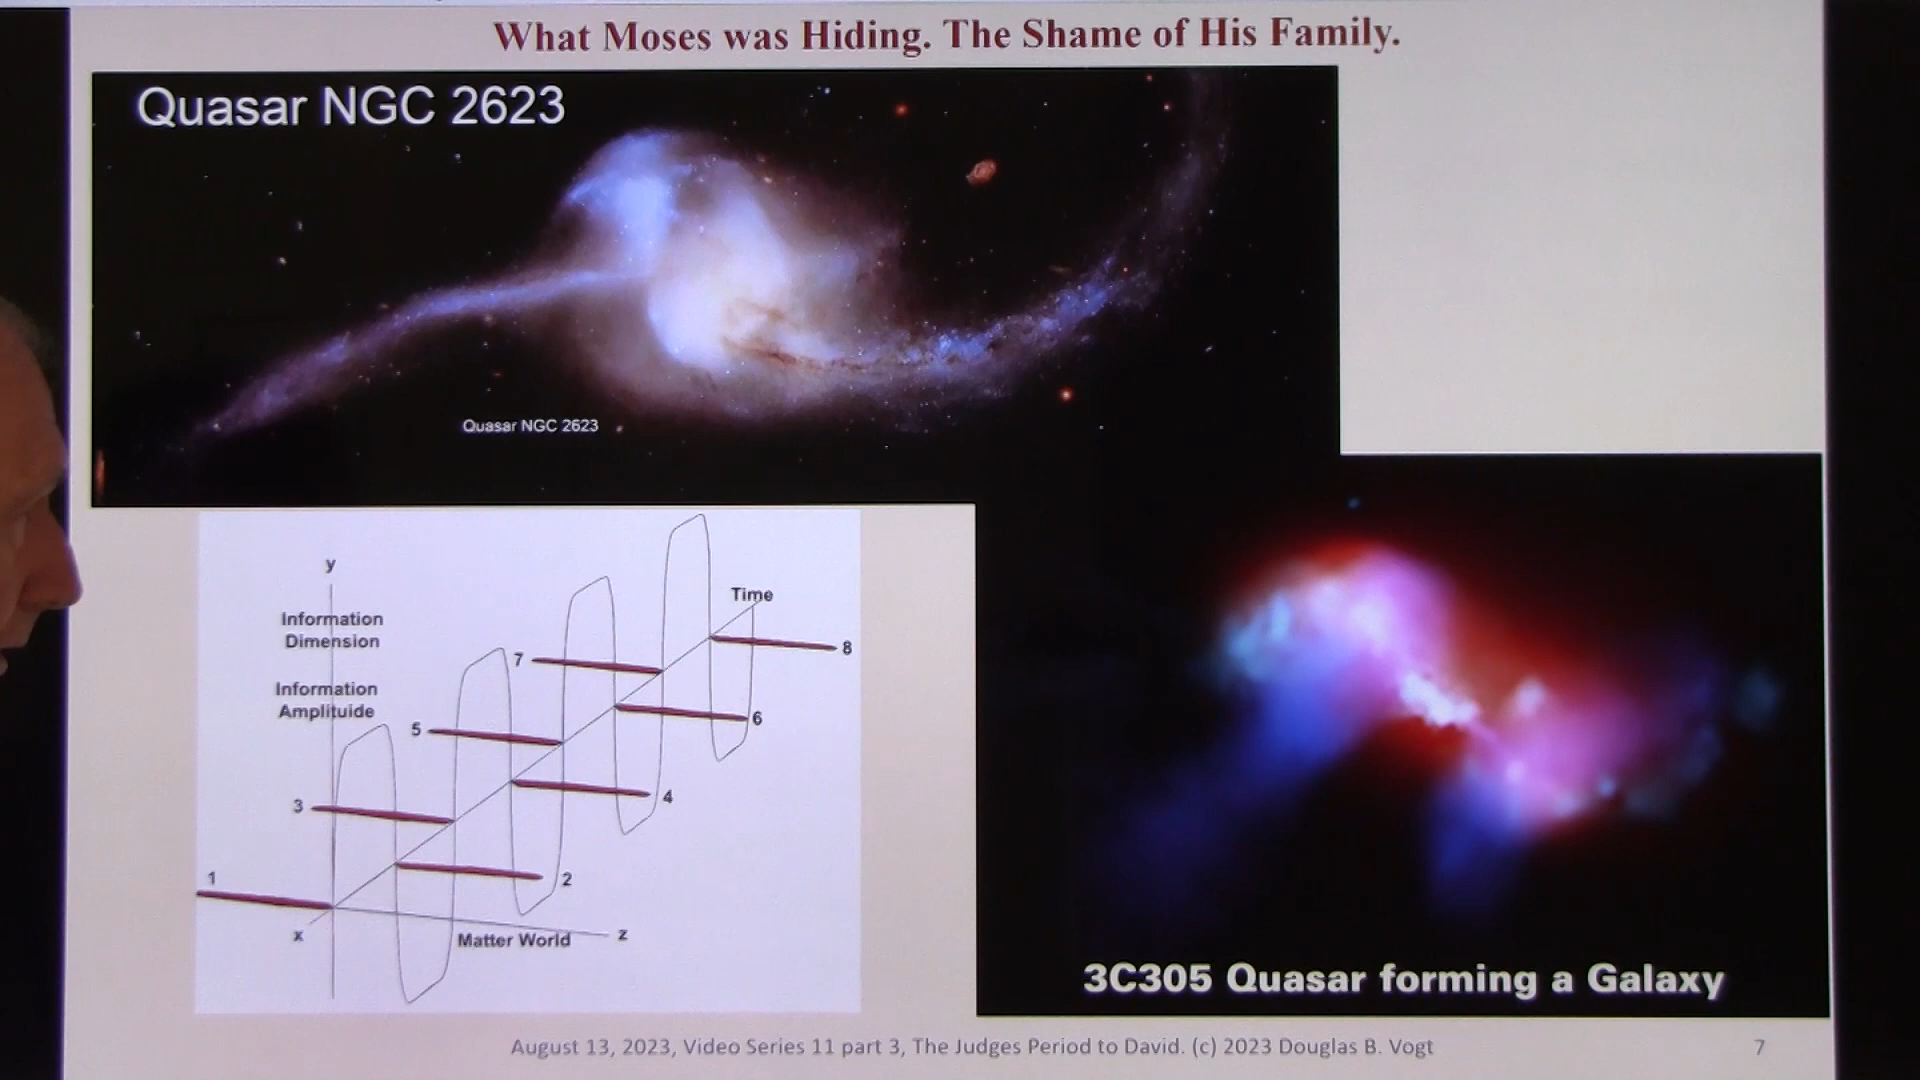 What Moses was Hiding. The Shame of His Family.
Quasar NGC 2623
Quasar NGC 2623
y
Information
Dimension
Information
Amplituide
Time
1
2
3
4
5
6
7
8
x
Matter World
z
3C305 Quasar forming a Galaxy
August 13, 2023, Video Series 11 part 3, The Judges Period to David. (c) 2023 Douglas B. Vogt
7